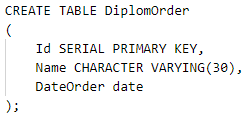 CREATE TABLE DiplomOrder
(
    Id SERIAL PRIMARY KEY,
    Name CHARACTER VARYING(30),
    DateOrder date
);